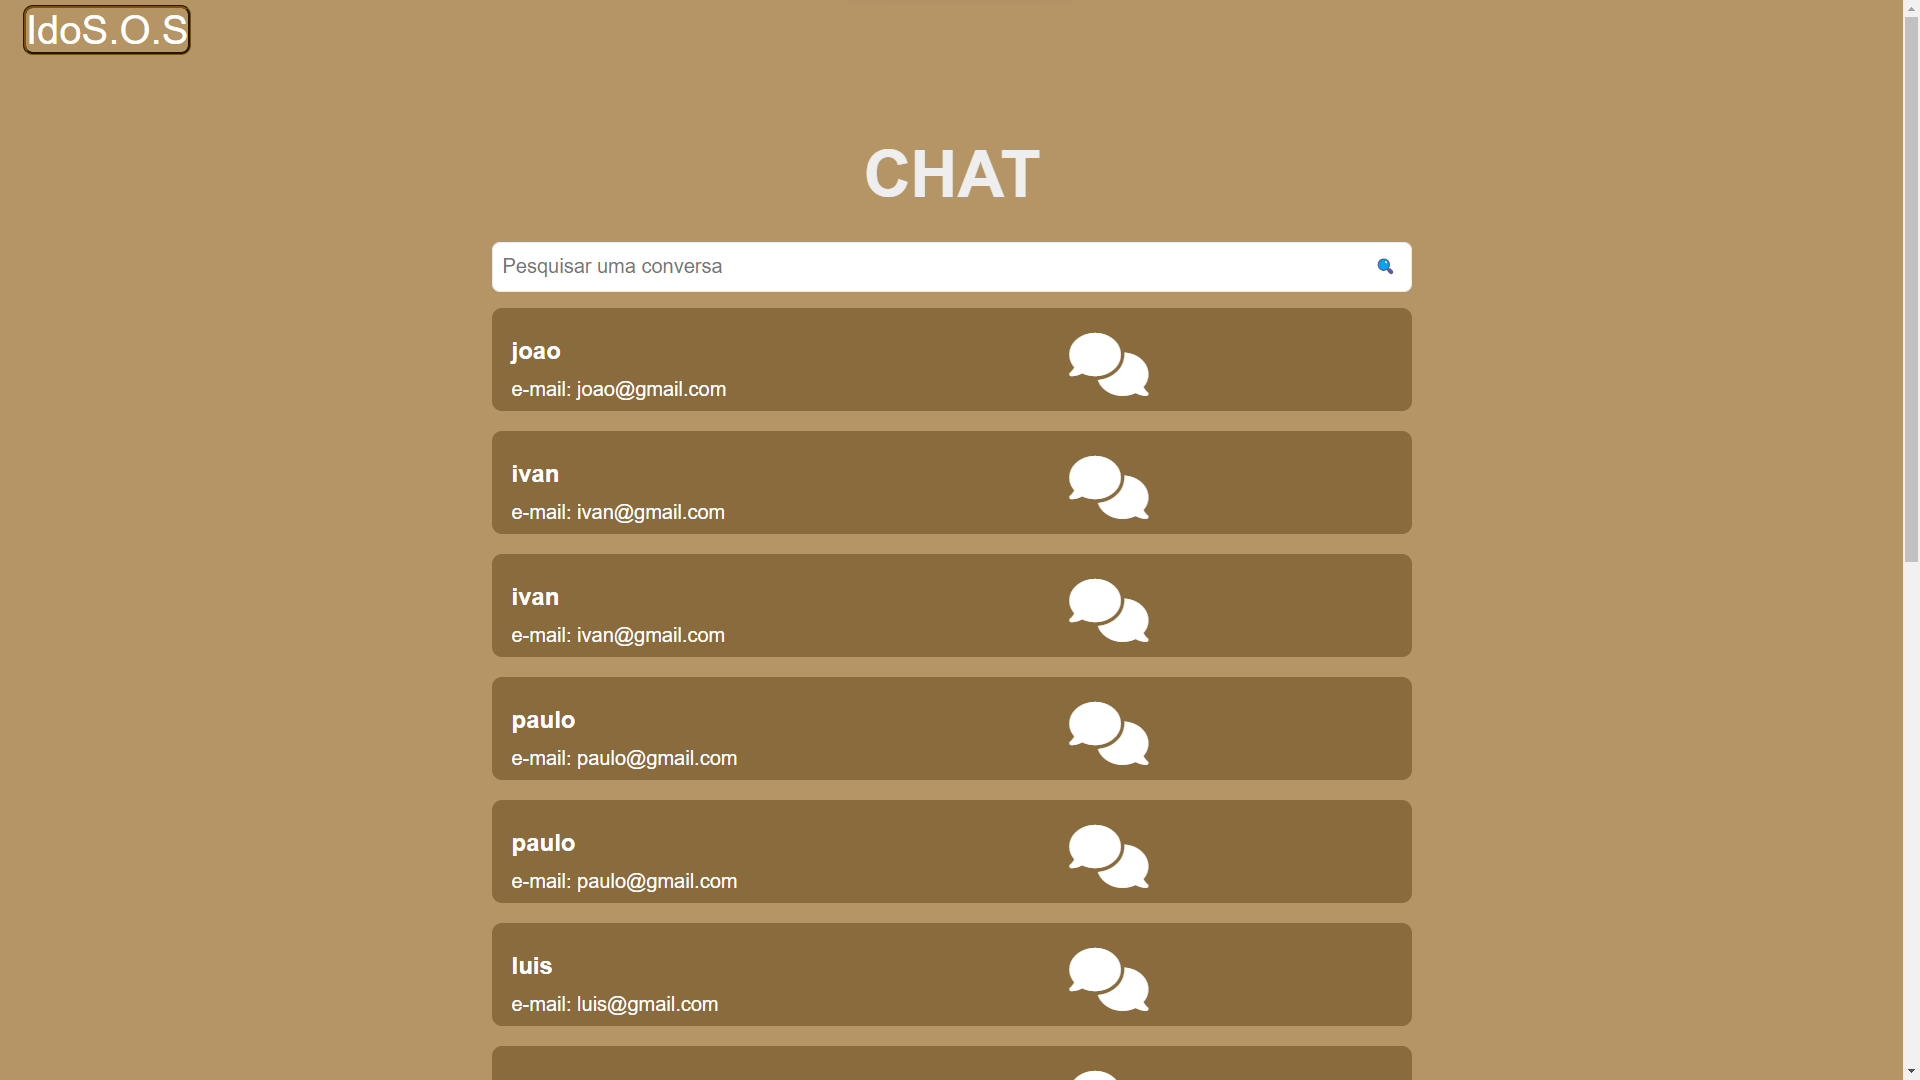 IdoS.O.S
CHAT
Pesquisar uma conversa
joao
e-mail: joao@gmail.com
ivan
e-mail: ivan@gmail.com
ivan
e-mail: ivan@gmail.com
paulo
e-mail: paulo@gmail.com
paulo
e-mail: paulo@gmail.com
luis
e-mail: luis@gmail.com